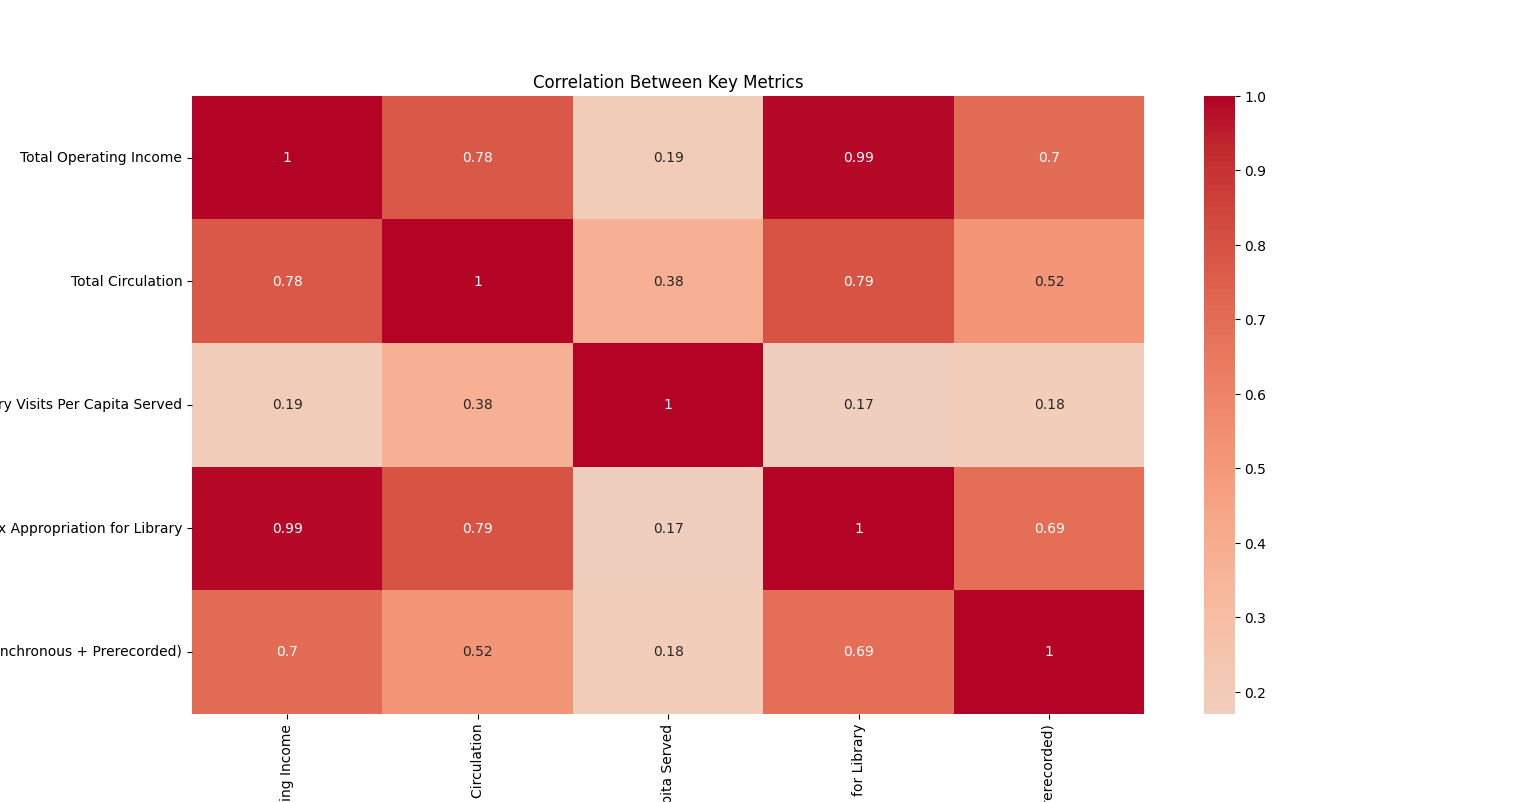 Correlation Between Key Metrics
Total Operating Income 1 0.78 0.19 0.99 0.7
Total Circulation 0.78 1 0.38 0.79 0.52
Visits Per Capita Served 0.19 0.38 1 0.17 0.18
Appropriation for Library 0.99 0.79 0.17 1 0.69
+ Prerecorded) 0.7 0.52 0.18 0.69 1
1.0
0.9
0.8
0.7
0.6
0.5
0.4
0.3
0.2
Income
Circulation
Served
for Library